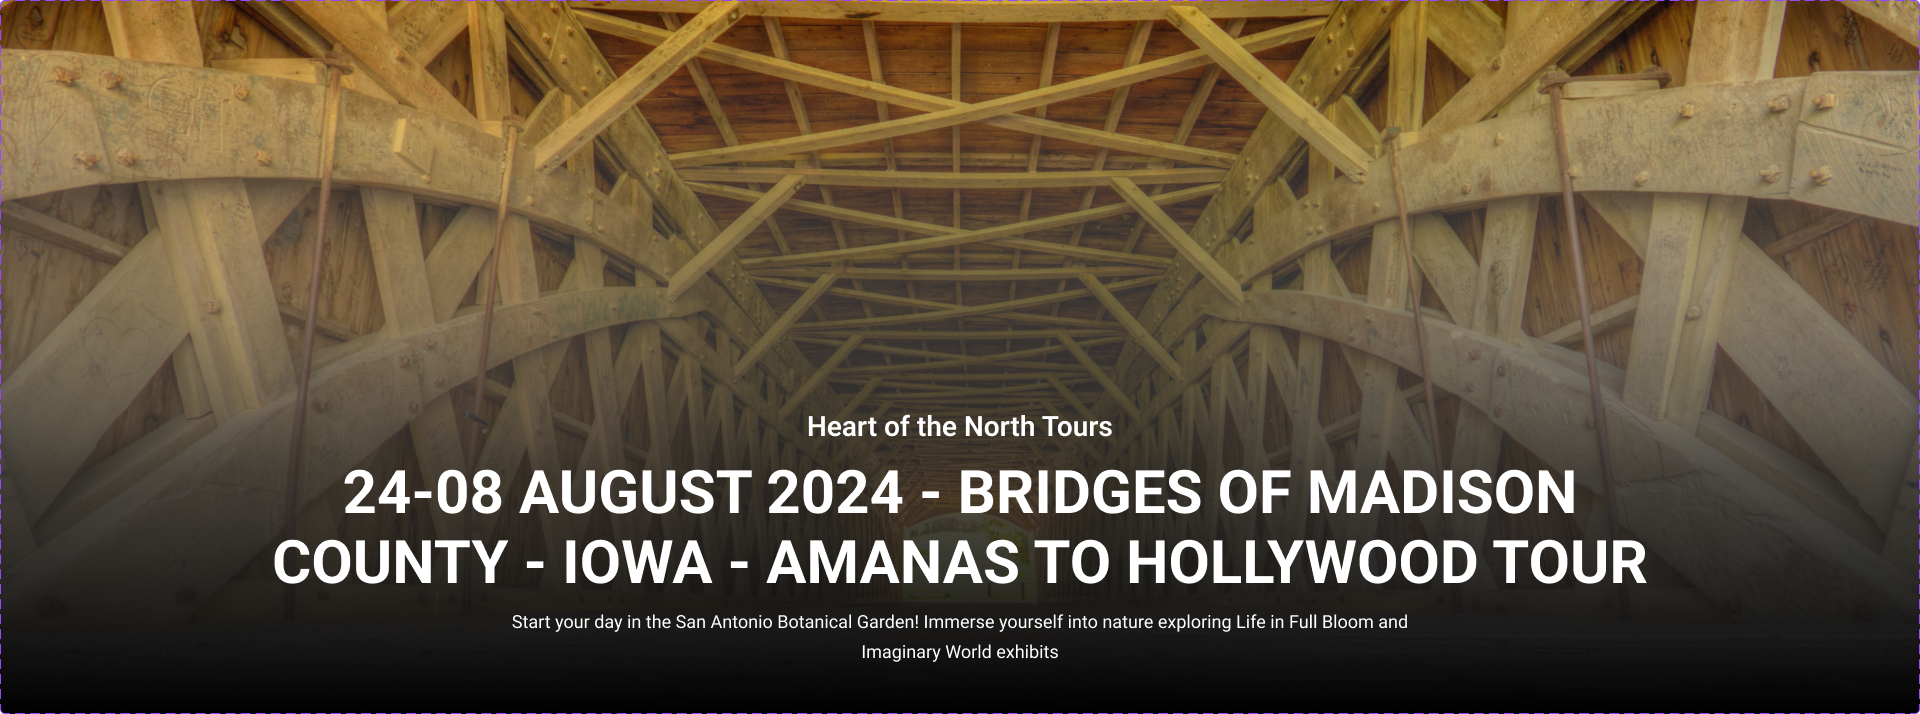 Heart of the North Tours
24-08 AUGUST 2024 - BRIDGES OF MADISON
COUNTY - IOWA - AMANAS TO HOLLYWOOD TOUR
Start your day in the San Antonio Botanical Garden! Immerse yourself into nature exploring Life in Full Bloom and
Imaginary World exhibits